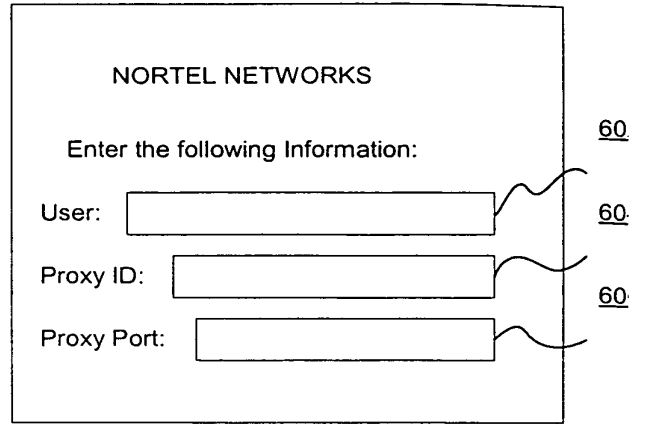 NORTEL NETWORKS
Enter the following Information:
User:
Proxy ID:
Proxy Port: